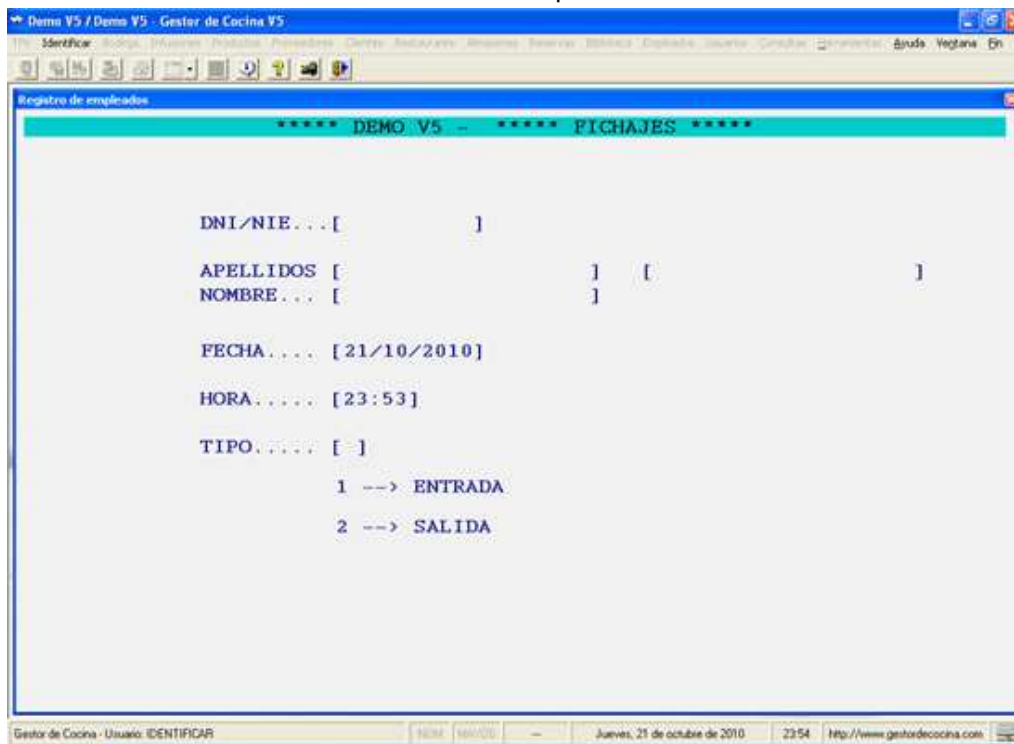 Demo V5 / Demo V5 - Gestor de Cocina V5
Identificar Ayuda Ventana
Registro de empleados
***** DEMO V5 - ***** FICHAJES *****
DNI/NIE...[ ]
APELLIDOS [ ] [ ]
NOMBRE... [ ]
FECHA.... [21/10/2010]
HORA..... [23:53]
TIPO..... [ ]
1 --> ENTRADA
2 --> SALIDA
Gestor de Cocina - Usuario: IDENTIFICAR NUM MAYUS -- Jueves, 21 de octubre de 2010 23:54 http://www.gestordecocina.com